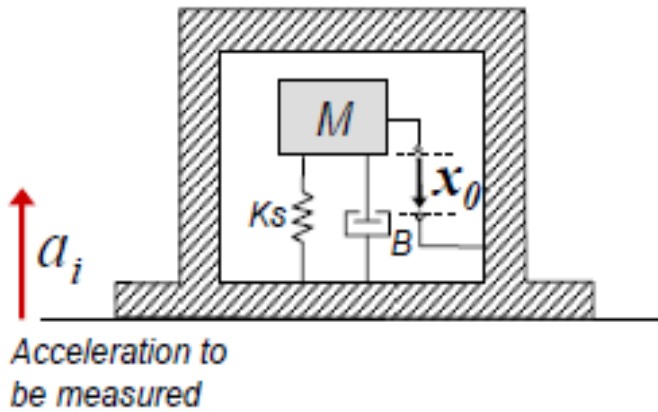 M
x₀
Ks
B
aᵢ
Acceleration to
be measured